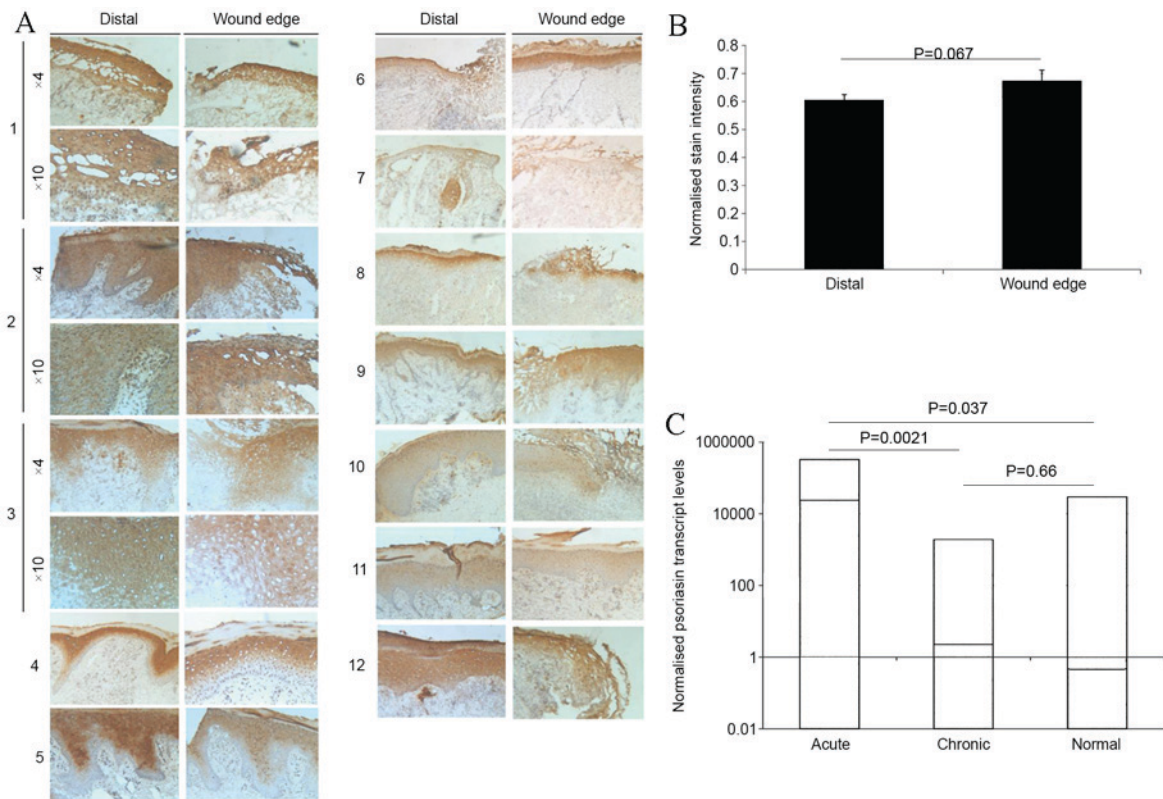 A
Distal Wound edge
1
×4
×10
2
×4
×10
3
×4
×10
4
5
Distal Wound edge
6
7
8
9
10
11
12
B
P=0.067
Normalised stain intensity
0.8
0.7
0.6
0.5
0.4
0.3
0.2
0.1
0
Distal Wound edge
C
P=0.037
P=0.0021
P=0.66
Normalised psoriasin transcript levels
1000000
10000
100
1
0.01
Acute Chronic Normal